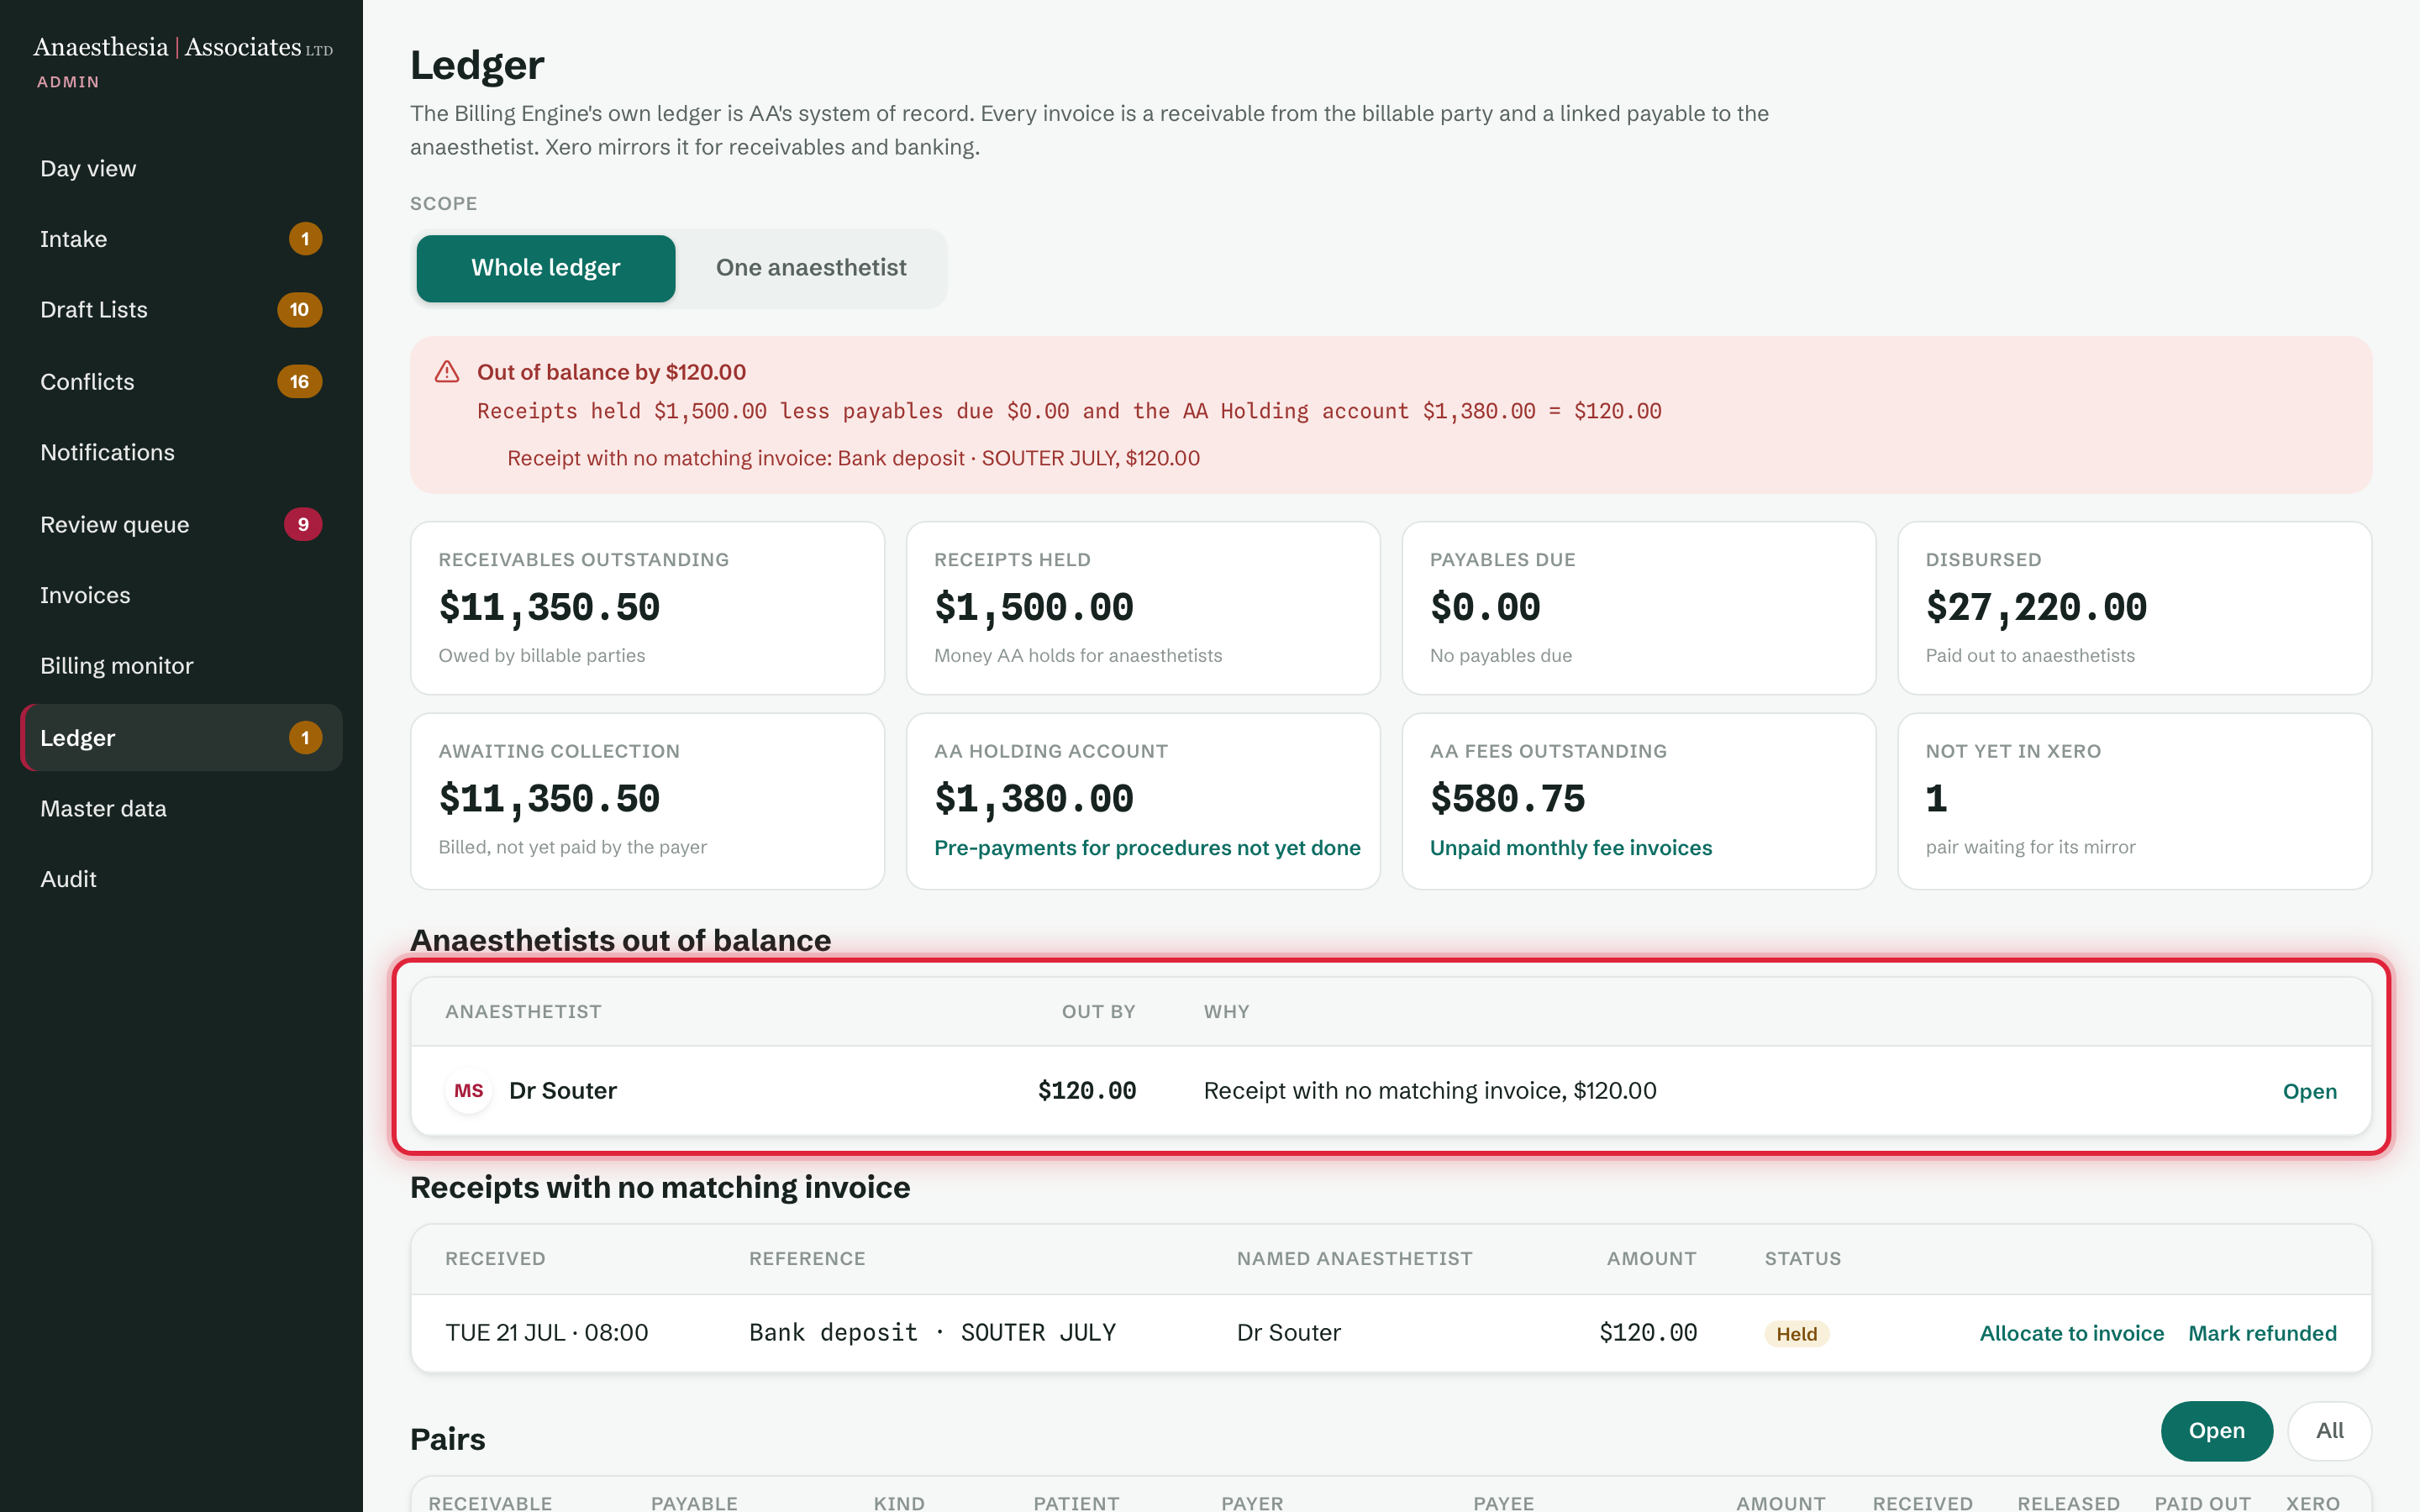 Anaesthesia | Associates LTD
ADMIN
Day view
Intake 1
Draft Lists 10
Conflicts 16
Notifications
Review queue 9
Invoices
Billing monitor
Ledger 1
Master data
Audit
Ledger
The Billing Engine's own ledger is AA's system of record. Every invoice is a receivable from the billable party and a linked payable to the
anaesthetist. Xero mirrors it for receivables and banking.
SCOPE
Whole ledger One anaesthetist
Out of balance by $120.00
Receipts held $1,500.00 less payables due $0.00 and the AA Holding account $1,380.00 = $120.00
Receipt with no matching invoice: Bank deposit · SOUTER JULY, $120.00
RECEIVABLES OUTSTANDING RECEIPTS HELD PAYABLES DUE DISBURSED
$11,350.50 $1,500.00 $0.00 $27,220.00
Owed by billable parties Money AA holds for anaesthetists No payables due Paid out to anaesthetists
AWAITING COLLECTION AA HOLDING ACCOUNT AA FEES OUTSTANDING NOT YET IN XERO
$11,350.50 $1,380.00 $580.75 1
Billed, not yet paid by the payer Pre-payments for procedures not yet done Unpaid monthly fee invoices pair waiting for its mirror
Anaesthetists out of balance
ANAESTHETIST OUT BY WHY
MS Dr Souter $120.00 Receipt with no matching invoice, $120.00 Open
Receipts with no matching invoice
RECEIVED REFERENCE NAMED ANAESTHETIST AMOUNT STATUS
TUE 21 JUL · 08:00 Bank deposit · SOUTER JULY Dr Souter $120.00 Held Allocate to invoice Mark refunded
Pairs Open All
RECEIVABLE PAYABLE KIND PATIENT PAYER PAYEE AMOUNT RECEIVED RELEASED PAID OUT XERO